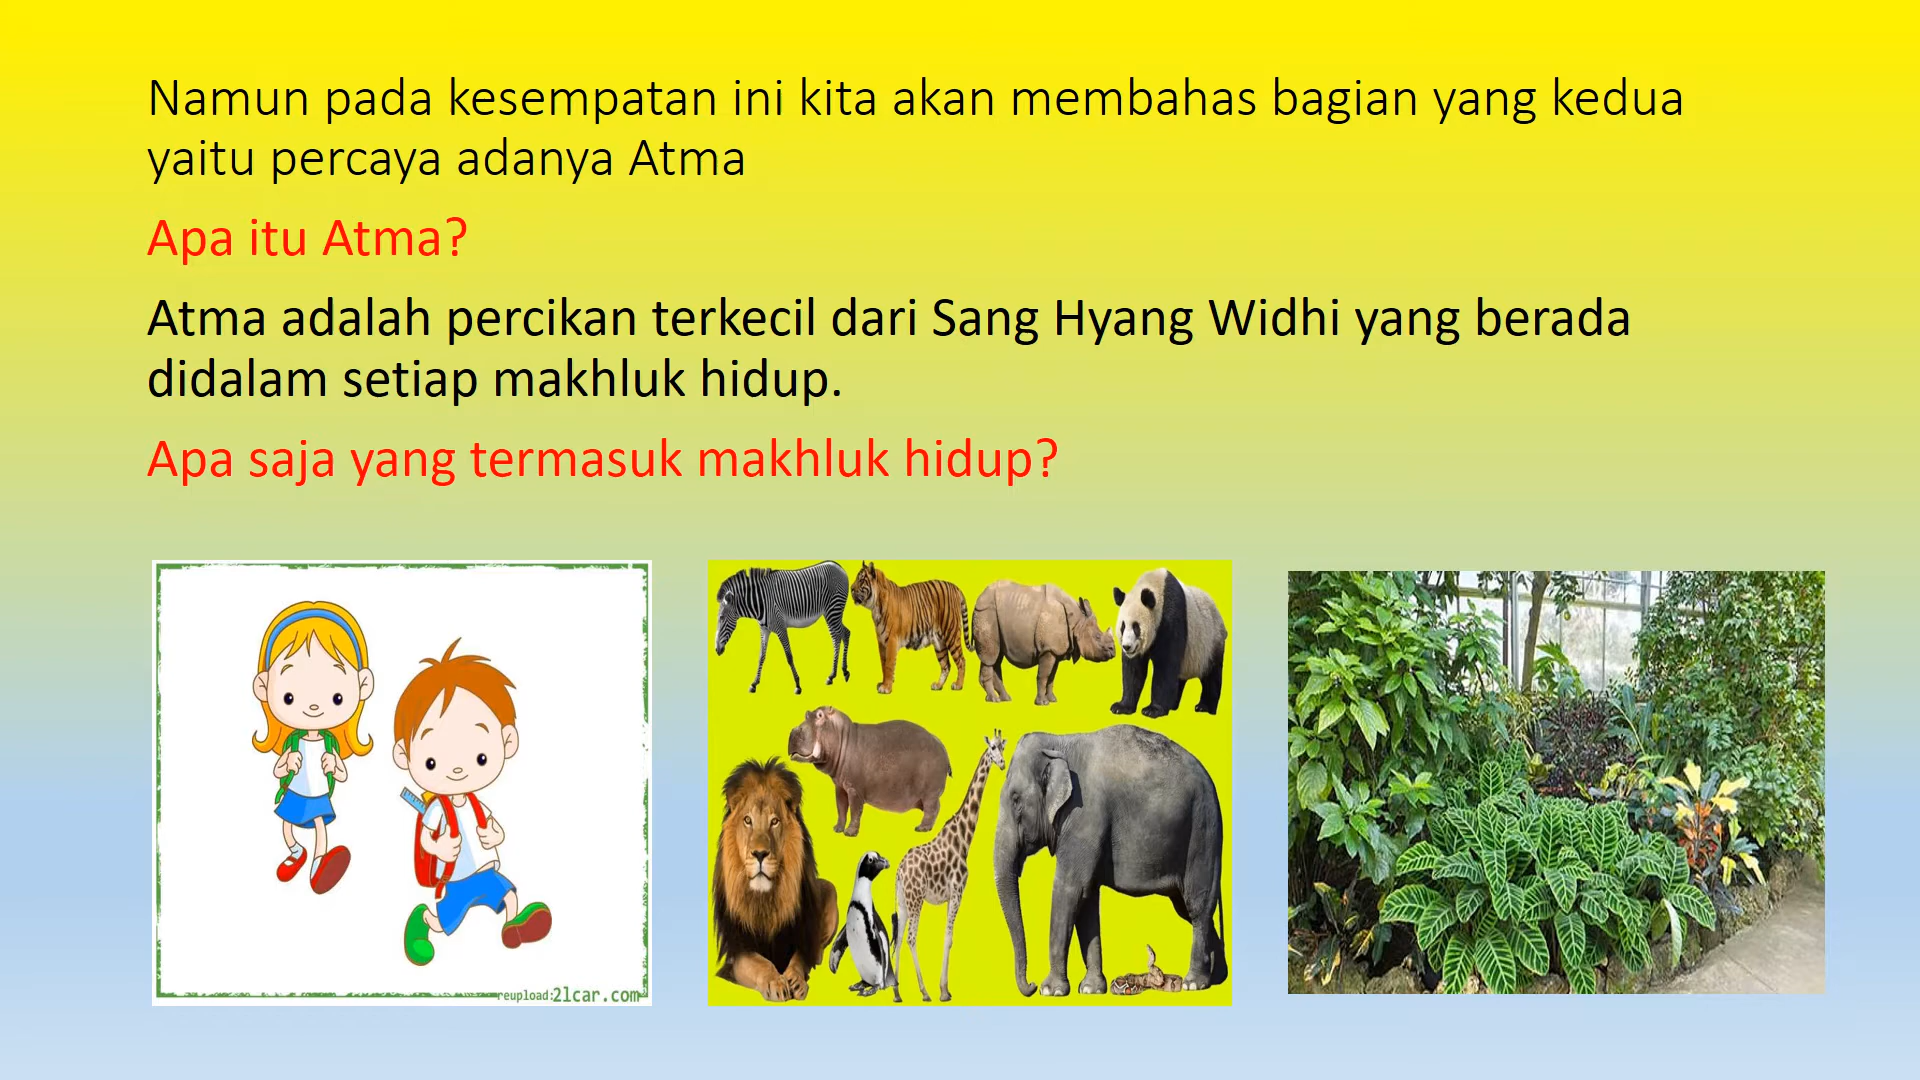 Namun pada kesempatan ini kita akan membahas bagian yang kedua
yaitu percaya adanya Atma
Apa itu Atma?
Atma adalah percikan terkecil dari Sang Hyang Widhi yang berada
didalam setiap makhluk hidup.
Apa saja yang termasuk makhluk hidup?
reupload:2lcar.com